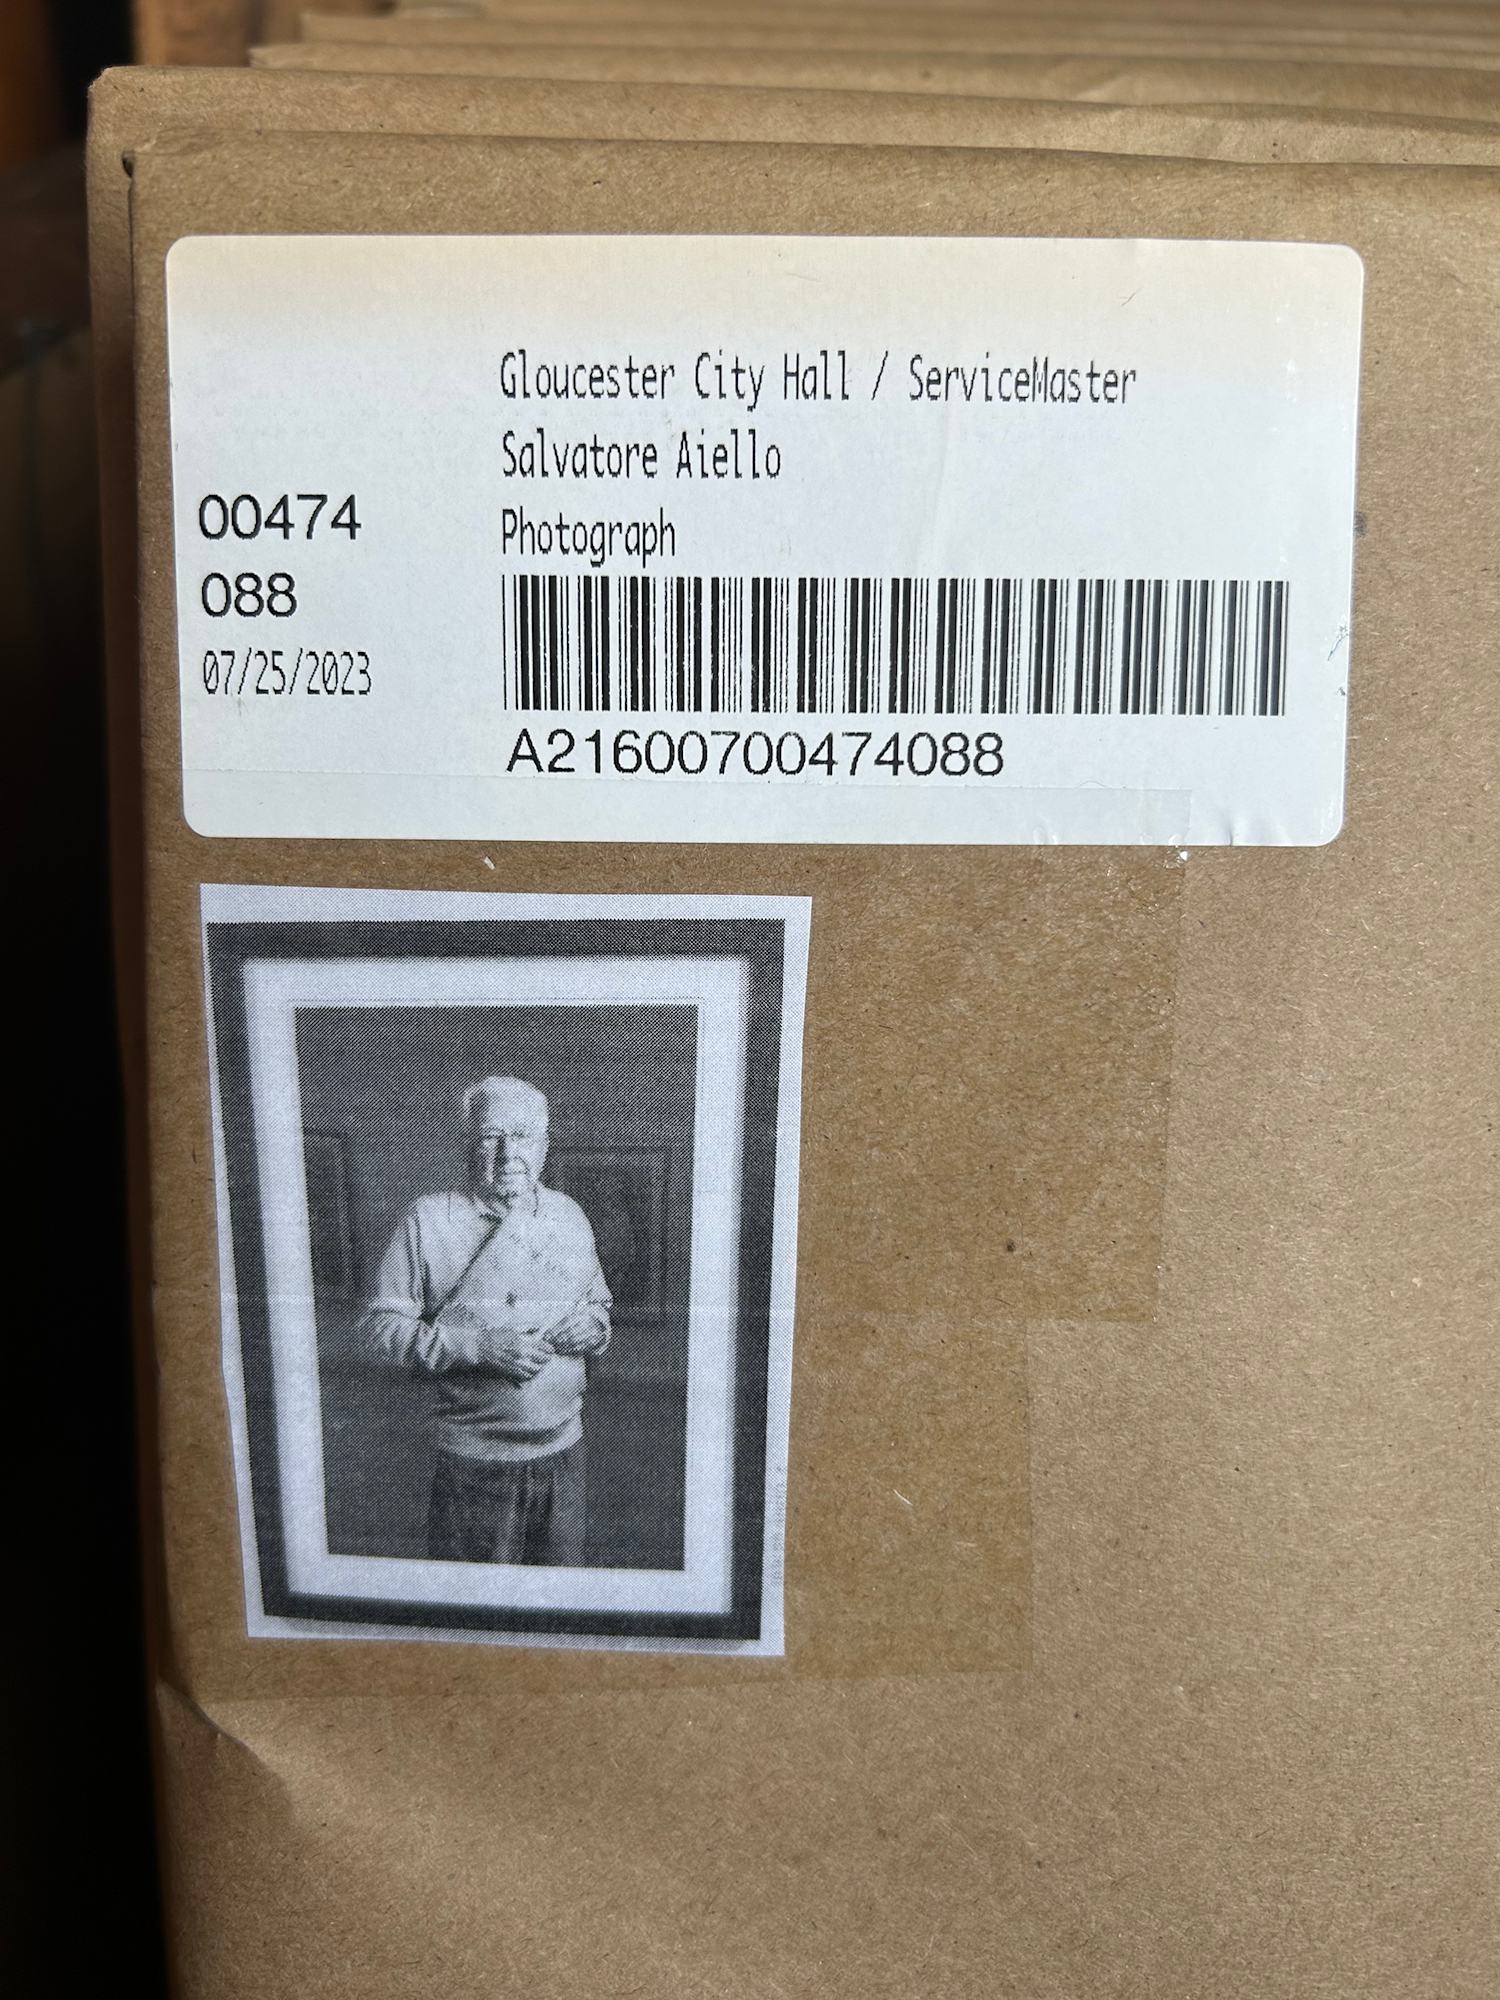 Gloucester City Hall / ServiceMaster
Salvatore Aiello
Photograph
00474
088
07/25/2023
A21600700474088